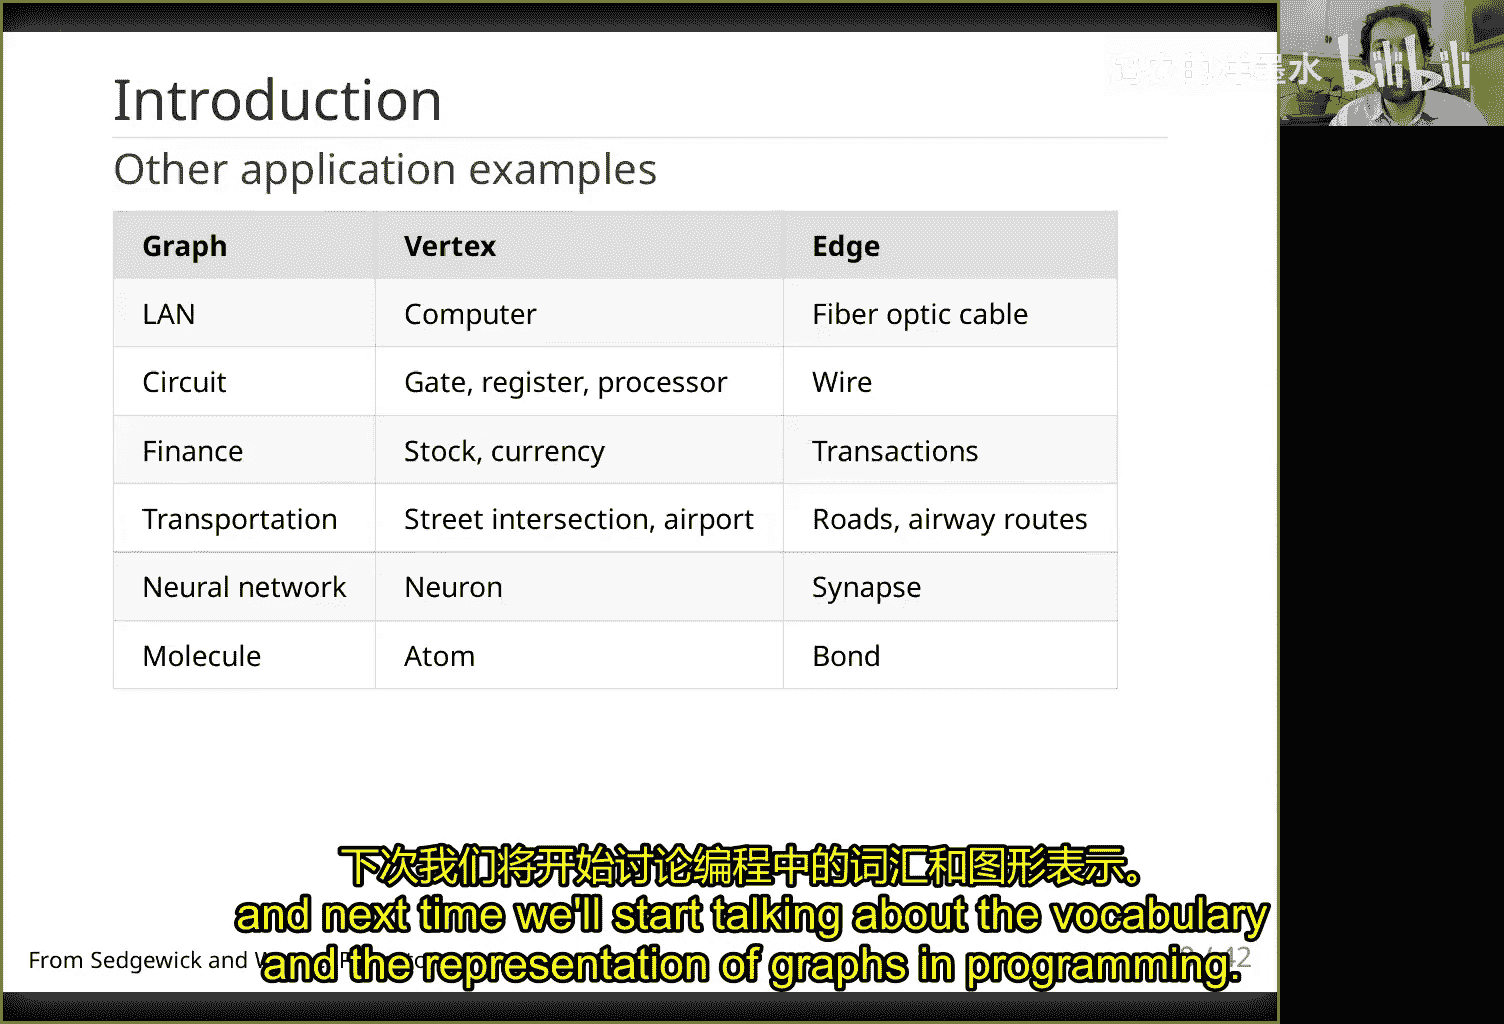 Introduction
Other application examples
Graph Vertex Edge
LAN Computer Fiber optic cable
Circuit Gate, register, processor Wire
Finance Stock, currency Transactions
Transportation Street intersection, airport Roads, airway routes
Neural network Neuron Synapse
Molecule Atom Bond
下次我们将开始讨论编程中的词汇和图形表示。
and next time we'll start talking about the vocabulary
and the representation of graphs in programming.
From Sedgewick and
42
bilibili